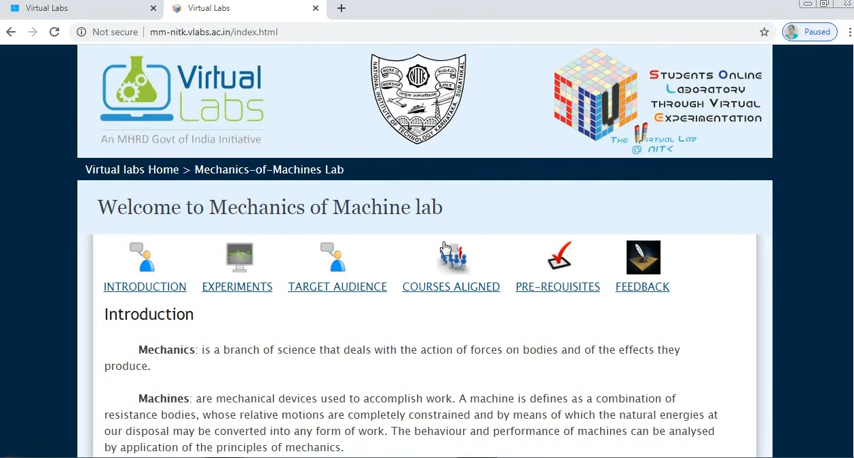 Virtual Labs
Virtual Labs
Not secure
mm-nitk.vlabs.ac.in/index.html
Paused
Virtual
Labs
An MHRD Govt of India Initiative
NATIONAL INSTITUTE OF TECHNOLOGY KARNATAKA, SURATHKAL
STUDENTS ONLINE
LABORATORY
THROUGH VIRTUAL
EXPERIMENTATION
THE VIRTUAL LAB
@ NITK
Virtual labs Home > Mechanics-of-Machines Lab
Welcome to Mechanics of Machine lab
INTRODUCTION EXPERIMENTS TARGET AUDIENCE COURSES ALIGNED PRE-REQUISITES FEEDBACK
Introduction
Mechanics: is a branch of science that deals with the action of forces on bodies and of the effects they
produce.
Machines: are mechanical devices used to accomplish work. A machine is defines as a combination of
resistance bodies, whose relative motions are completely constrained and by means of which the natural energies at
our disposal may be converted into any form of work. The behaviour and performance of machines can be analysed
by application of the principles of mechanics.